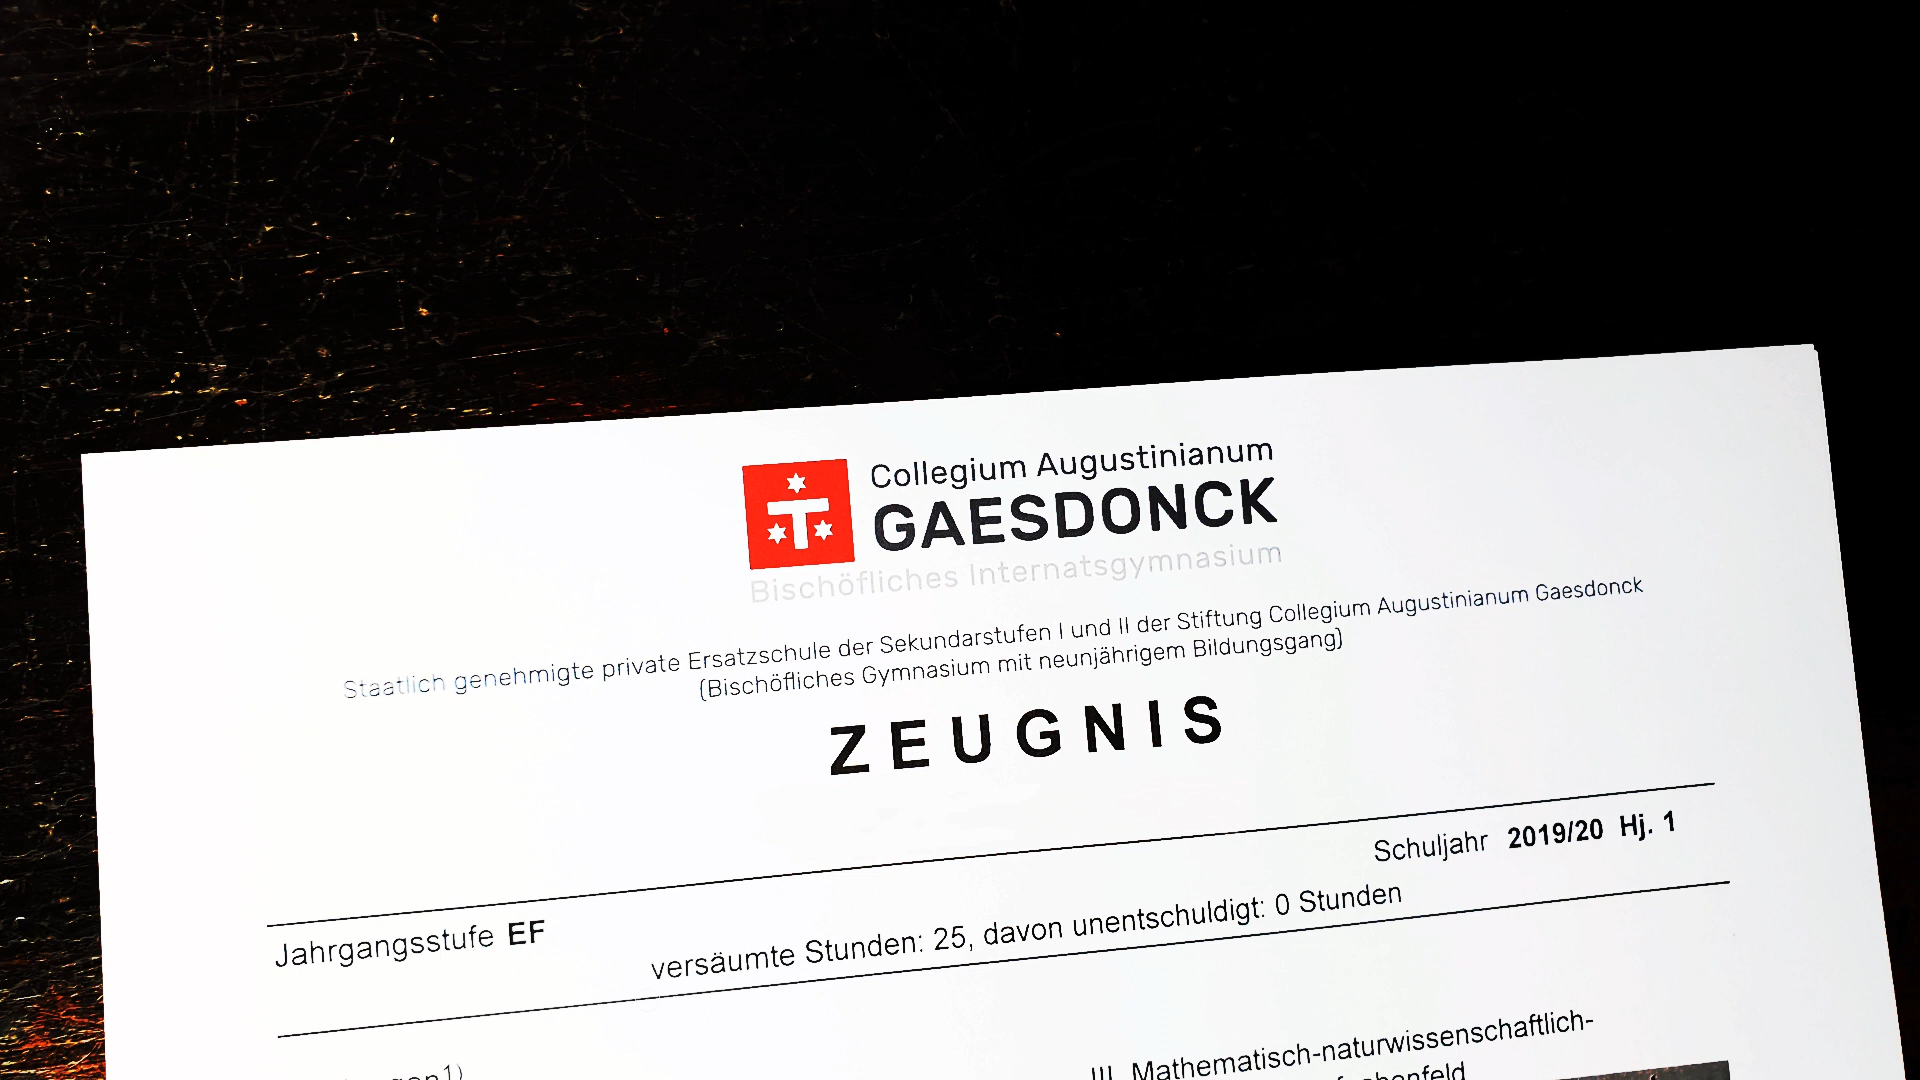 Collegium Augustinianum
GAESDONCK
Bischöfliches Internatsgymnasium
Staatlich genehmigte private Ersatzschule der Sekundarstufen I und II der Stiftung Collegium Augustinianum Gaesdonck
(Bischöfliches Gymnasium mit neunjährigem Bildungsgang)
ZEUGNIS
Schuljahr 2019/20 Hj. 1
Jahrgangsstufe EF
versäumte Stunden: 25, davon unentschuldigt: 0 Stunden
III. Mathematisch-naturwissenschaftlich-